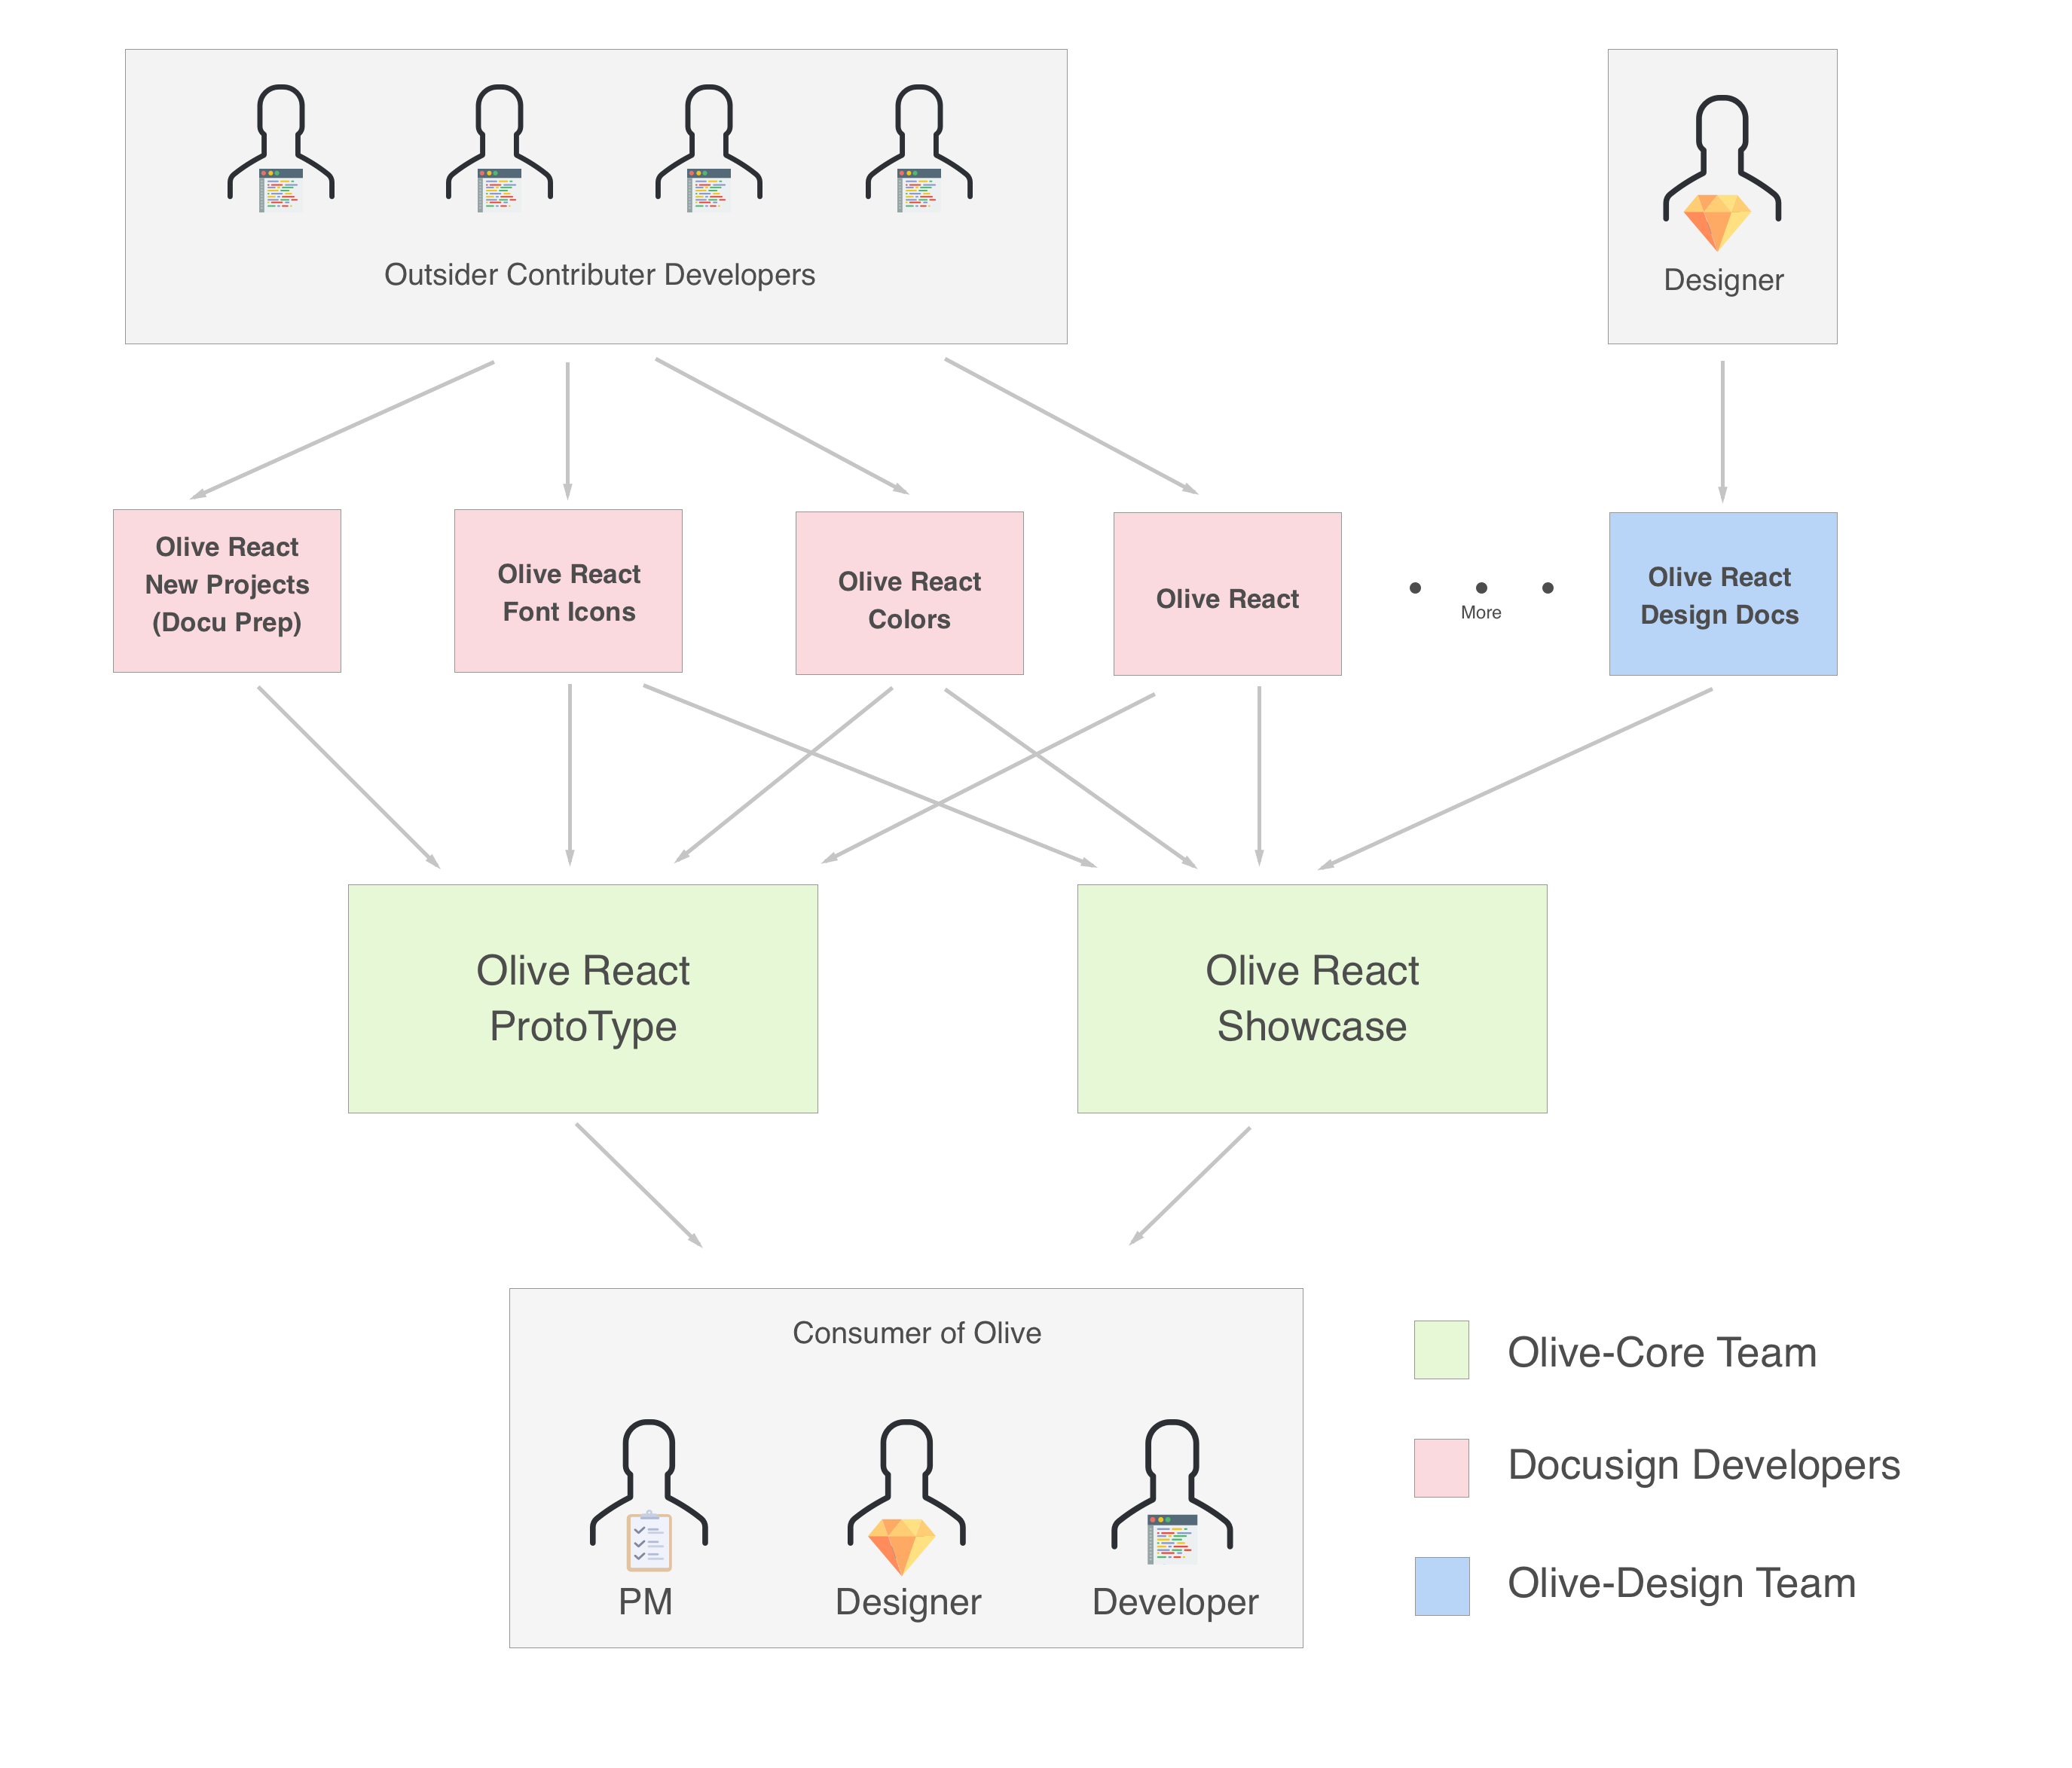 Outsider Contributer Developers
Designer
Olive React
New Projects
(Docu Prep)
Olive React
Font Icons
Olive React
Colors
Olive React
More
Olive React
Design Docs
Olive React
ProtoType
Olive React
Showcase
Consumer of Olive
PM
Designer
Developer
Olive-Core Team
Docusign Developers
Olive-Design Team